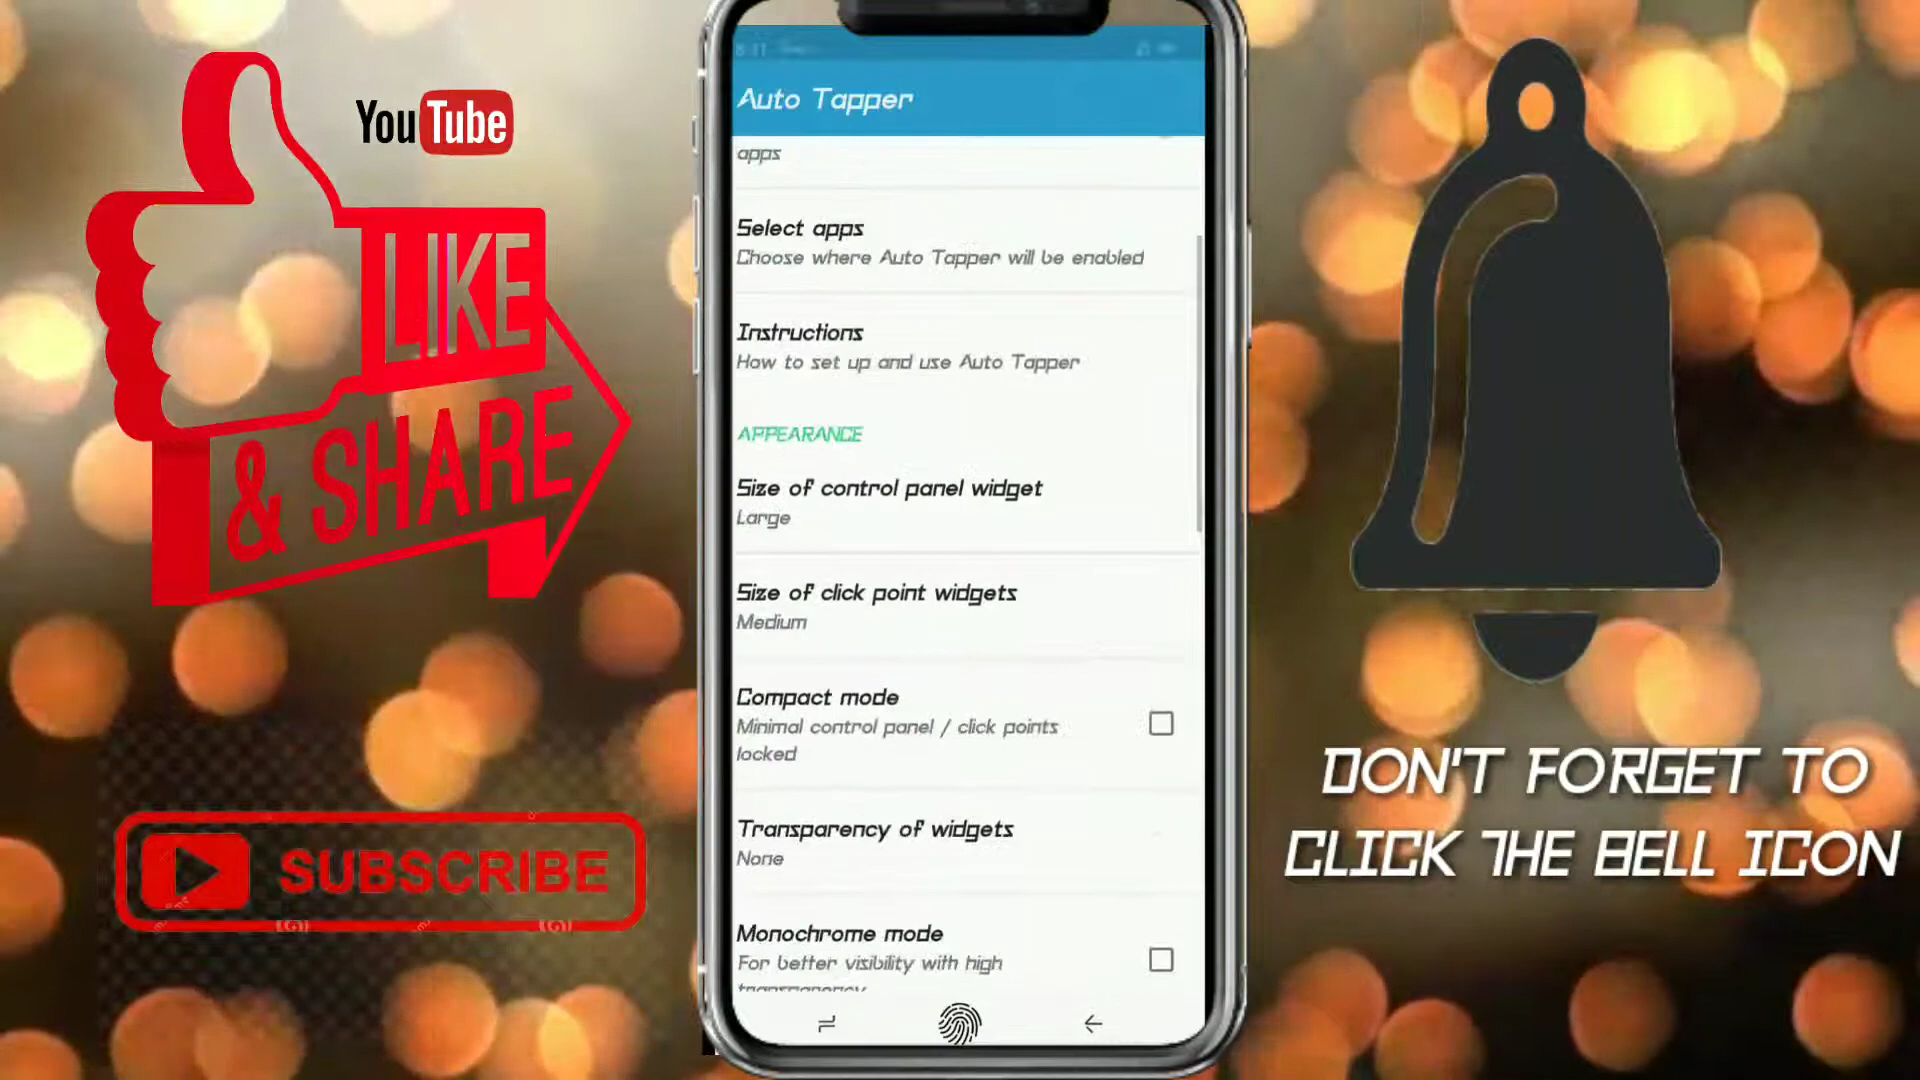 YouTube
LIKE
& SHARE
SUBSCRIBE
Auto Tapper
apps
Select apps
Choose where Auto Tapper will be enabled
Instructions
How to set up and use Auto Tapper
APPEARANCE
Size of control panel widget
Large
Size of click point widgets
Medium
Compact mode
Minimal control panel / click points
locked
Transparency of widgets
None
Monochrome mode
For better visibility with high
transparency
DON'T FORGET TO
CLICK THE BELL ICON